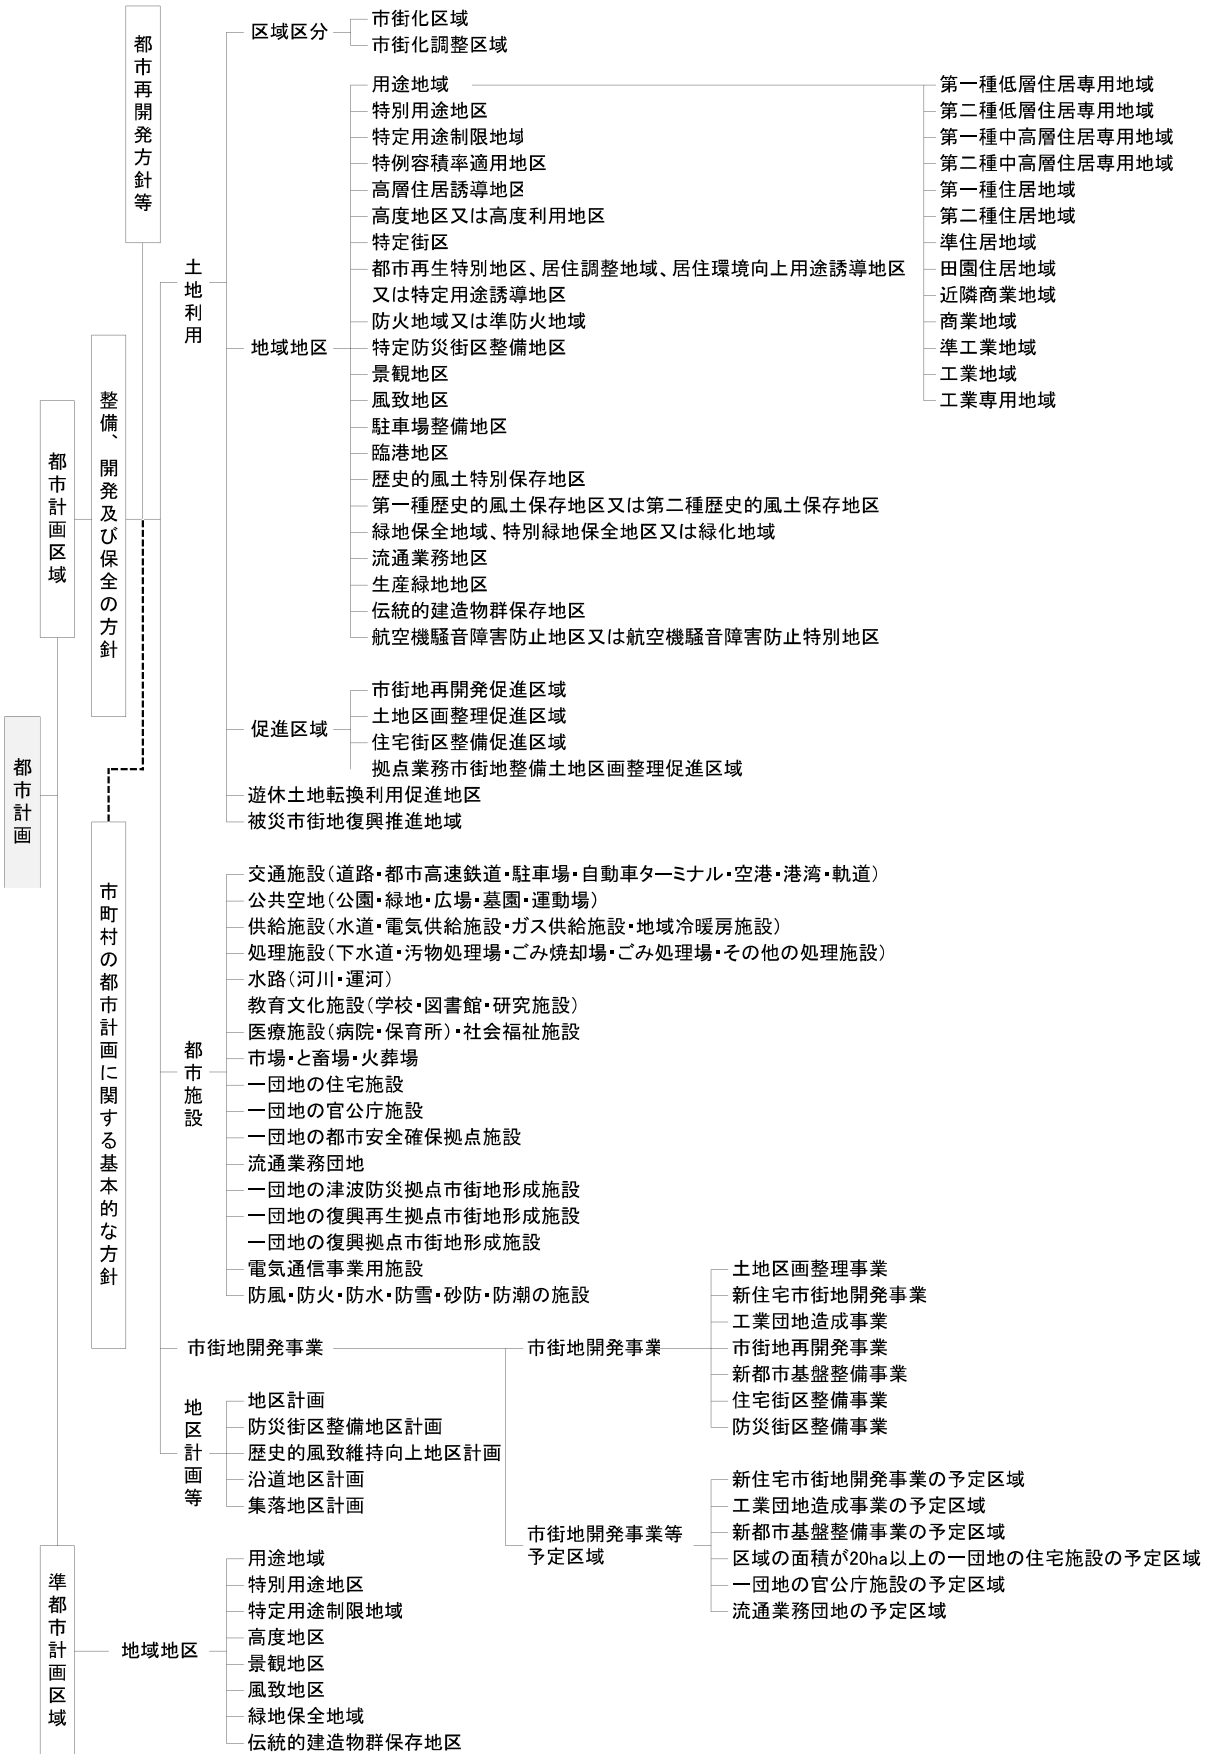 都市計画
都市計画区域
準都市計画区域
整備、開発及び保全の方針
市町村の都市計画に関する基本的な方針
都市再開発方針等
土地利用
区域区分
市街化区域
市街化調整区域
地域地区
用途地域
特別用途地区
特定用途制限地域
特例容積率適用地区
高層住居誘導地区
高度地区又は高度利用地区
特定街区
都市再生特別地区、居住調整地域、居住環境向上用途誘導地区
又は特定用途誘導地区
防火地域又は準防火地域
特定防災街区整備地区
景観地区
風致地区
駐車場整備地区
臨港地区
歴史的風土特別保存地区
第一種歴史的風土保存地区又は第二種歴史的風土保存地区
緑地保全地域、特別緑地保全地区又は緑化地域
流通業務地区
生産緑地地区
伝統的建造物群保存地区
航空機騒音障害防止地区又は航空機騒音障害防止特別地区
第一種低層住居専用地域
第二種低層住居専用地域
第一種中高層住居専用地域
第二種中高層住居専用地域
第一種住居地域
第二種住居地域
準住居地域
田園住居地域
近隣商業地域
商業地域
準工業地域
工業地域
工業専用地域
促進区域
市街地再開発促進区域
土地区画整理促進区域
住宅街区整備促進区域
拠点業務市街地整備土地区画整理促進区域
遊休土地転換利用促進地区
被災市街地復興推進地域
都市施設
交通施設(道路・都市高速鉄道・駐車場・自動車ターミナル・空港・港湾・軌道)
公共空地(公園・緑地・広場・墓園・運動場)
供給施設(水道・電気供給施設・ガス供給施設・地域冷暖房施設)
処理施設(下水道・汚物処理場・ごみ焼却場・ごみ処理場・その他の処理施設)
水路(河川・運河)
教育文化施設(学校・図書館・研究施設)
医療施設(病院・保育所)・社会福祉施設
市場・と畜場・火葬場
一団地の住宅施設
一団地の官公庁施設
一団地の都市安全確保拠点施設
流通業務団地
一団地の津波防災拠点市街地形成施設
一団地の復興再生拠点市街地形成施設
一団地の復興拠点市街地形成施設
電気通信事業用施設
防風・防火・防水・防雪・砂防・防潮の施設
市街地開発事業
市街地開発事業
土地区画整理事業
新住宅市街地開発事業
工業団地造成事業
市街地再開発事業
新都市基盤整備事業
住宅街区整備事業
防災街区整備事業
市街地開発事業等
予定区域
新住宅市街地開発事業の予定区域
工業団地造成事業の予定区域
新都市基盤整備事業の予定区域
区域の面積が20ha以上の一団地の住宅施設の予定区域
一団地の官公庁施設の予定区域
流通業務団地の予定区域
地区計画等
地区計画
防災街区整備地区計画
歴史的風致維持向上地区計画
沿道地区計画
集落地区計画
地域地区
用途地域
特別用途地区
特定用途制限地域
高度地区
景観地区
風致地区
緑地保全地域
伝統的建造物群保存地区